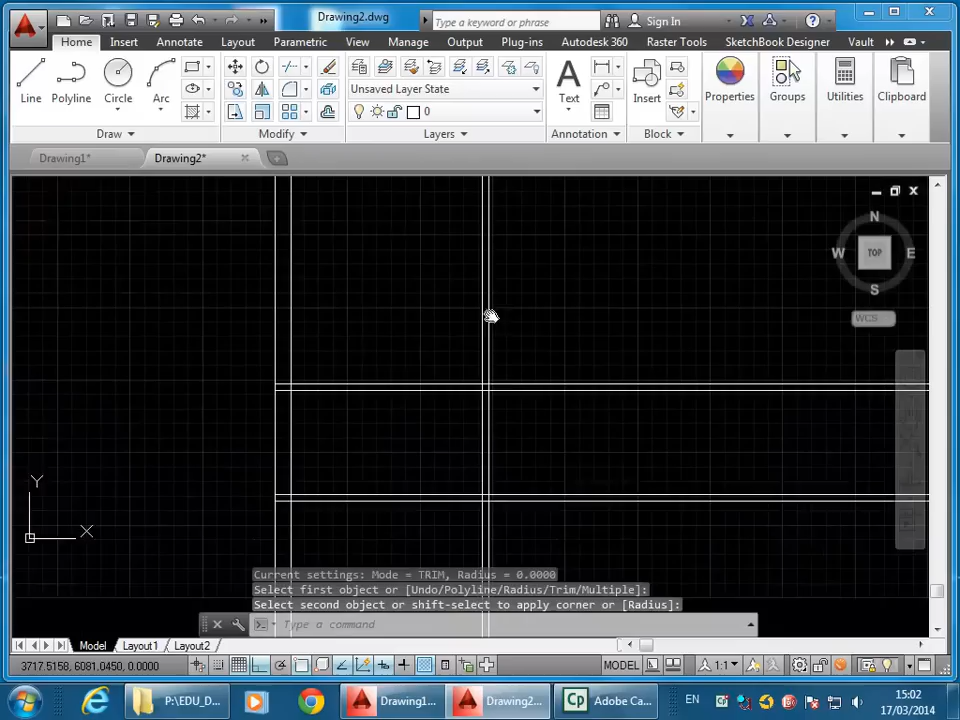 Drawing2.dwg
Type a keyword or phrase
Sign In
Home Insert Annotate Layout Parametric View Manage Output Plug-ins Autodesk 360 Raster Tools SketchBook Designer Vault
Line Polyline Circle Arc
Unsaved Layer State
0
Text
Insert
Properties
Groups
Utilities
Clipboard
Draw Modify Layers Annotation Block
Drawing1* Drawing2*
N
W TOP E
S
WCS
Y
X
Current settings: Mode = TRIM, Radius = 0.0000
Select first object or [Undo/Polyline/Radius/Trim/Multiple]:
Select second object or shift-select to apply corner or [Radius]:
Type a command
Model Layout1 Layout2
3717.5158, 6081.0450, 0.0000
MODEL
1:1
P:\EDU_D...
Drawing1...
Drawing2...
Cp Adobe Ca...
EN
15:02
17/03/2014